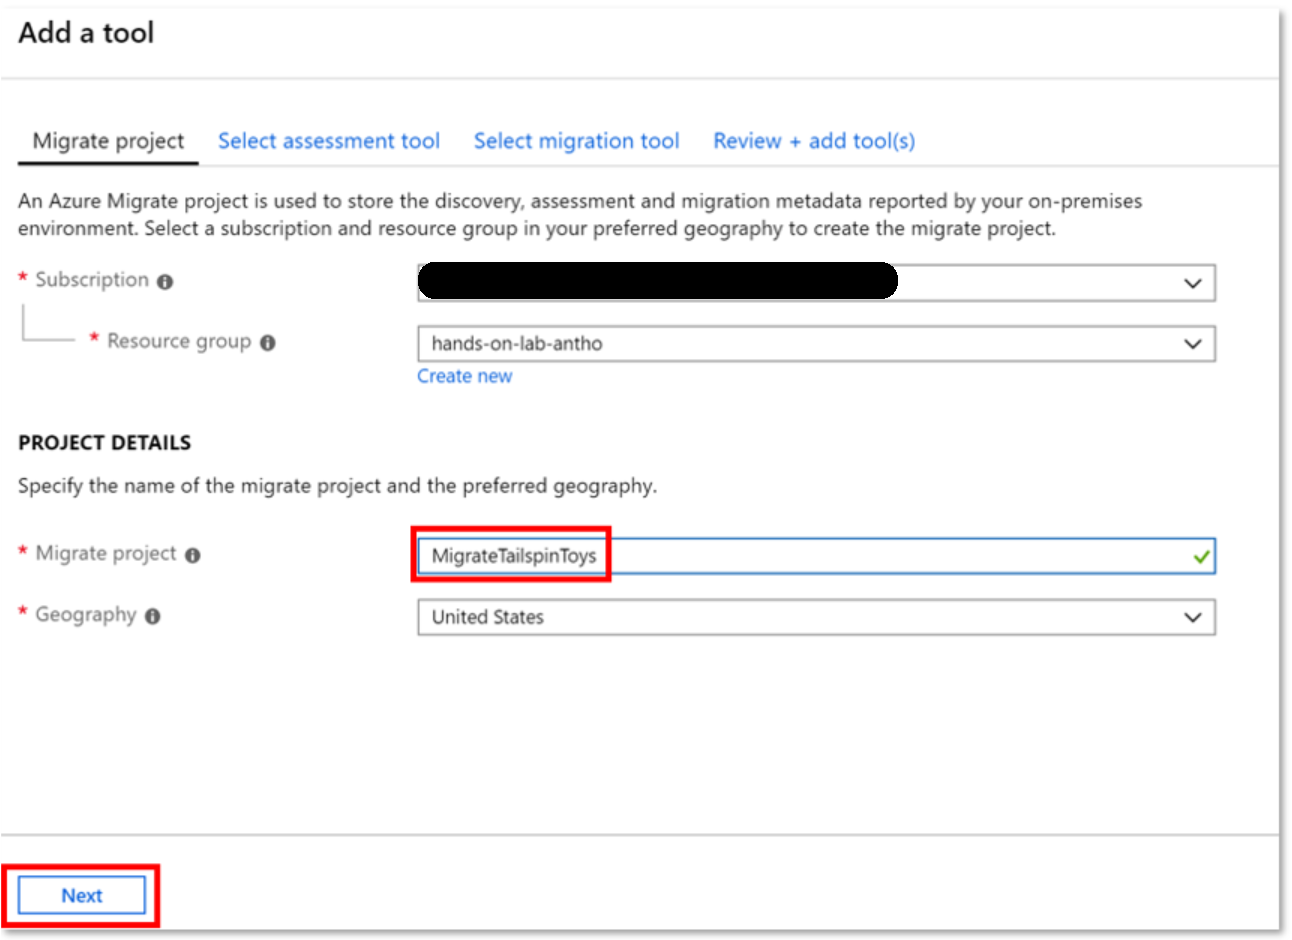 Add a tool
Migrate project Select assessment tool Select migration tool Review + add tool(s)
An Azure Migrate project is used to store the discovery, assessment and migration metadata reported by your on-premises
environment. Select a subscription and resource group in your preferred geography to create the migrate project.
* Subscription
* Resource group hands-on-lab-antho
Create new
PROJECT DETAILS
Specify the name of the migrate project and the preferred geography.
* Migrate project MigrateTailspinToys
* Geography United States
Next